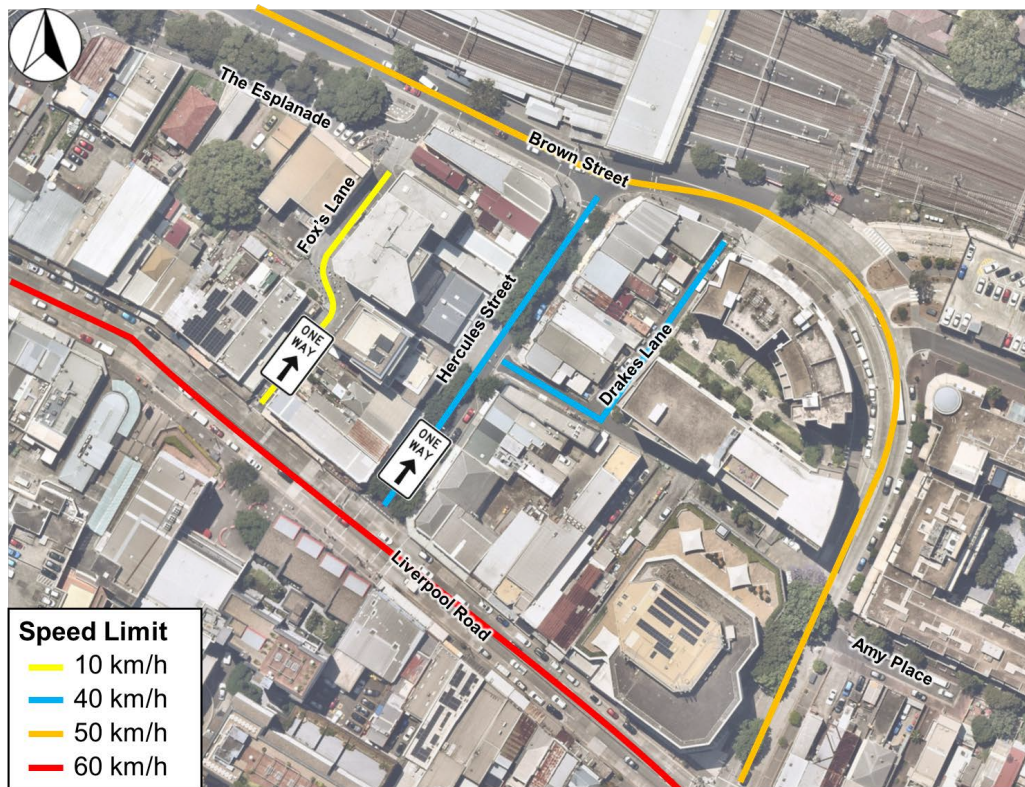 The Esplanade
Brown Street
Fox's Lane
Hercules Street
Drakes Lane
ONE
WAY
ONE
WAY
Liverpool Road
Amy Place
Speed Limit
10 km/h
40 km/h
50 km/h
60 km/h